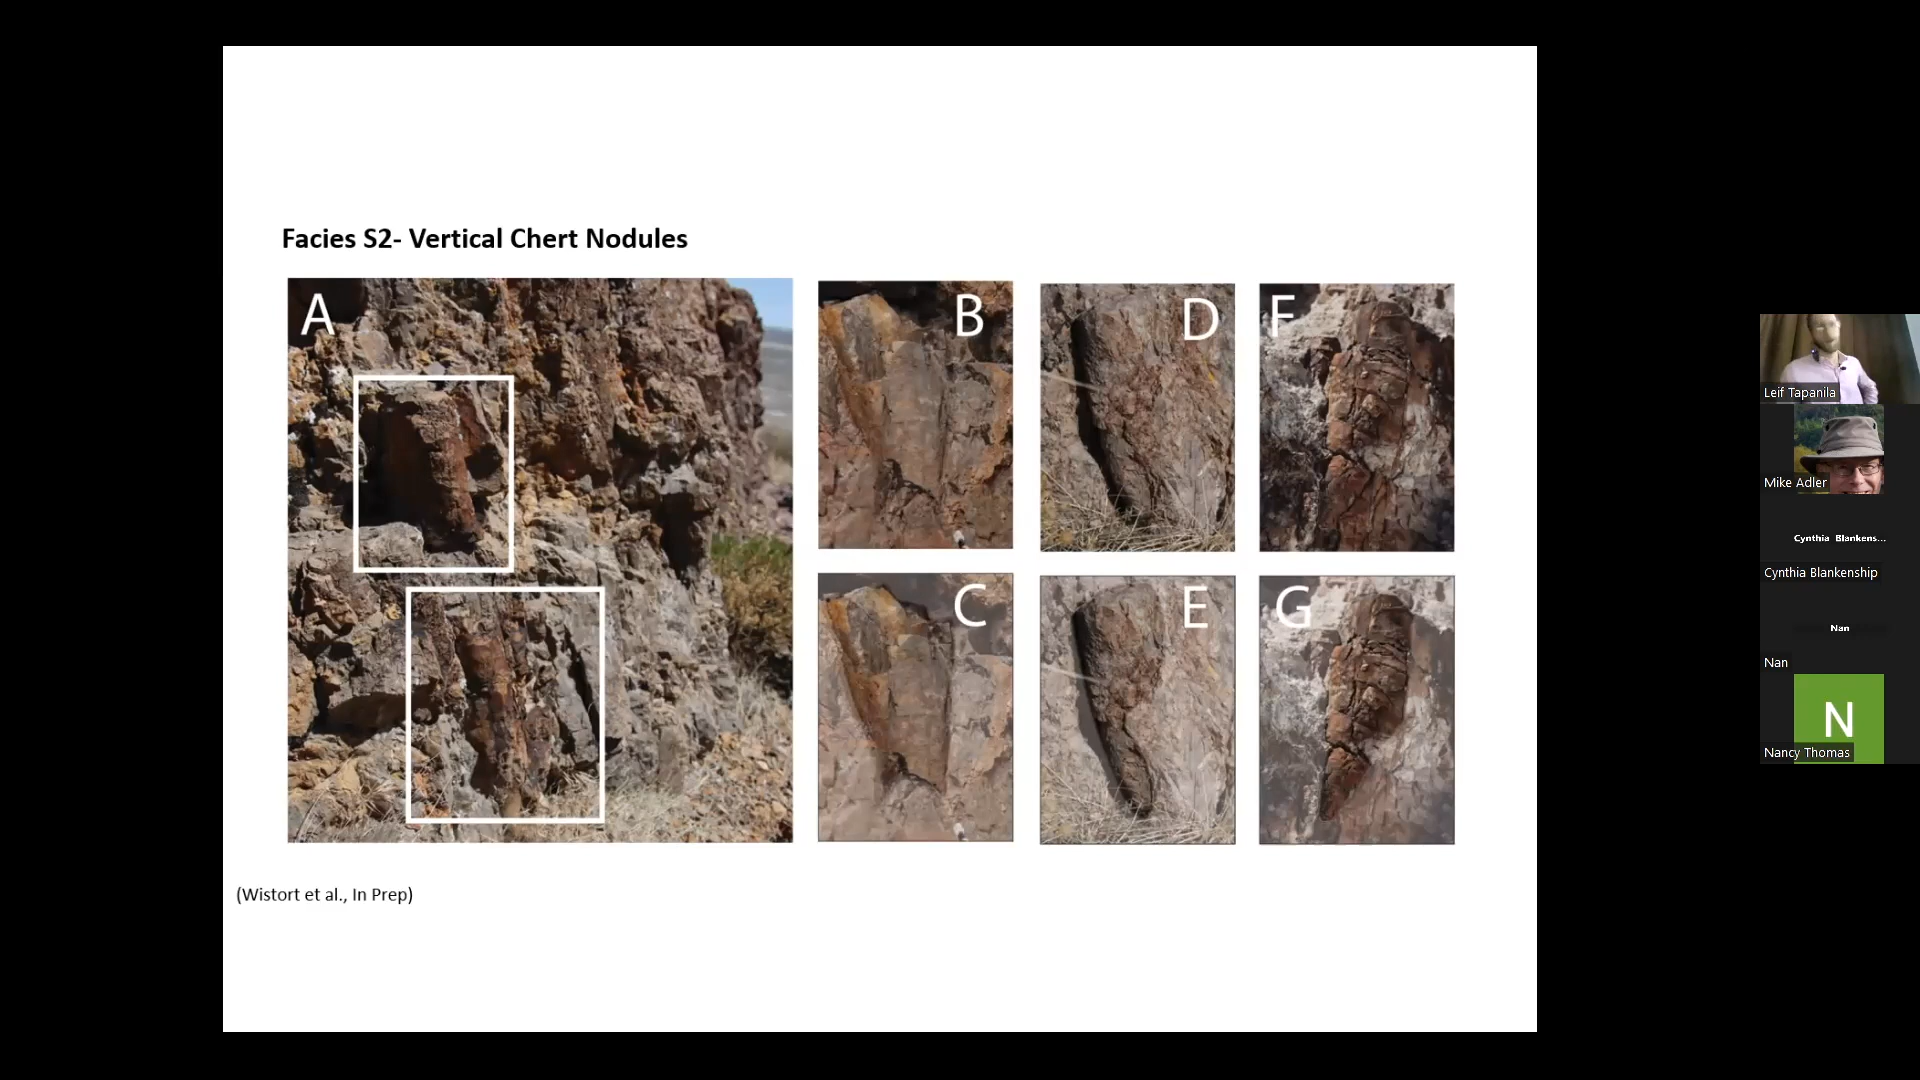 Facies S2- Vertical Chert Nodules
A
B
D
F
C
E
G
(Wistort et al., In Prep)
Leif Tapanila
Mike Adler
Cynthia Blankens...
Cynthia Blankenship
Nan
Nan
N
Nancy Thomas